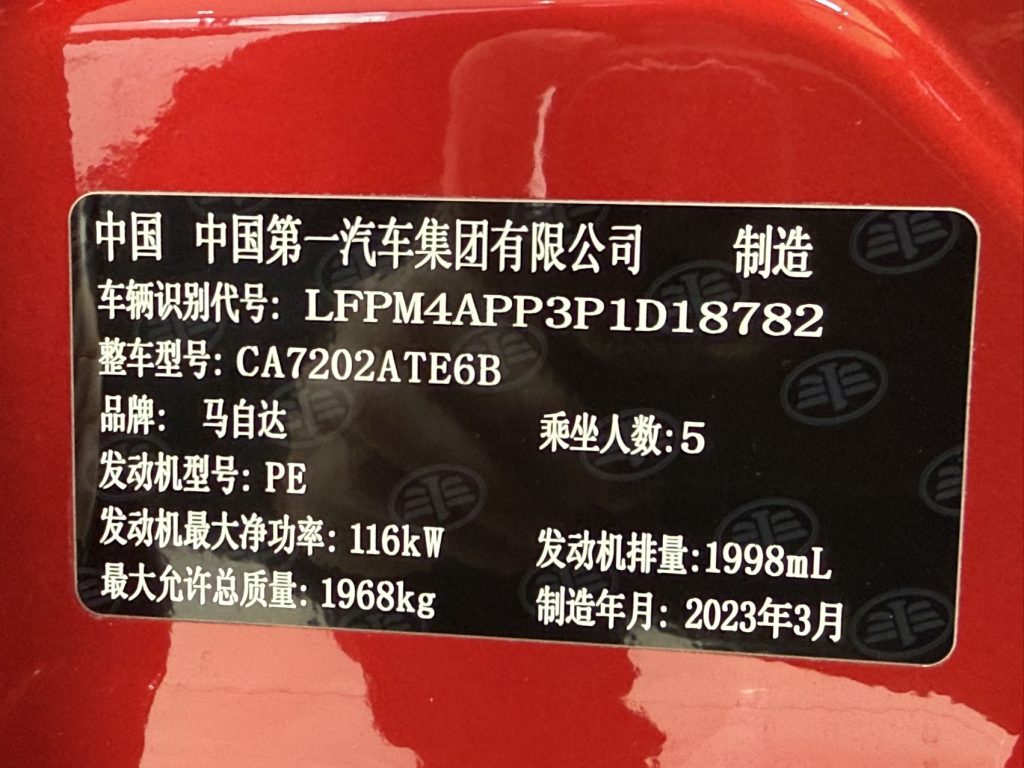 中国 中国第一汽车集团有限公司 制造
车辆识别代号: LFPM4APP3P1D18782
整车型号: CA7202ATE6B
品牌: 马自达 乘坐人数:5
发动机型号: PE
发动机最大净功率: 116kW 发动机排量:1998mL
最大允许总质量: 1968kg 制造年月: 2023年3月